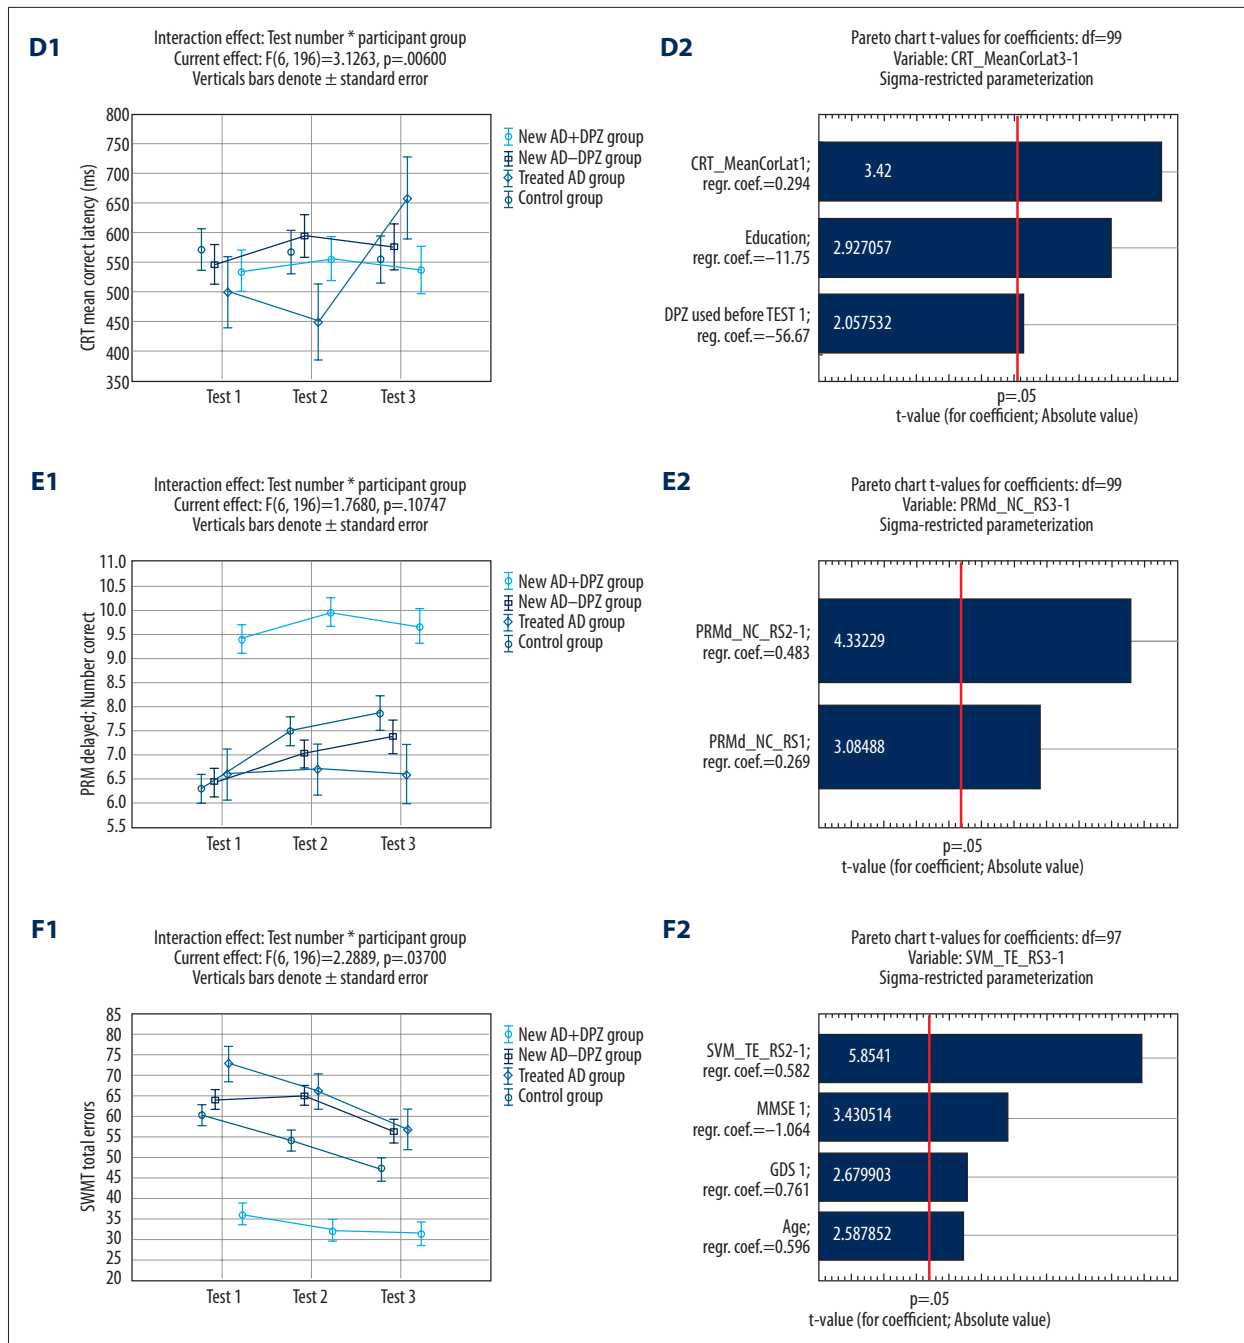 D1
Interaction effect: Test number * participant group
Current effect: F(6, 196)=3.1263, p=.00600
Verticals bars denote ± standard error
CRT mean correct latency (ms)
800
750
700
650
600
550
500
450
400
350
Test 1
Test 2
Test 3
New AD+DPZ group
New AD–DPZ group
Treated AD group
Control group
D2
Pareto chart t-values for coefficients: df=99
Variable: CRT_MeanCorLat3-1
Sigma-restricted parameterization
CRT_MeanCorLat1;
regr. coef.=0.294
3.42
Education;
regr. coef.=–11.75
2.927057
DPZ used before TEST 1;
reg. coef.=–56.67
2.057532
p=.05
t-value (for coefficient; Absolute value)
E1
Interaction effect: Test number * participant group
Current effect: F(6, 196)=1.7680, p=.10747
Verticals bars denote ± standard error
PRM delayed; Number correct
11.0
10.5
10.0
9.5
9.0
8.5
8.0
7.5
7.0
6.5
6.0
5.5
Test 1
Test 2
Test 3
New AD+DPZ group
New AD–DPZ group
Treated AD group
Control group
E2
Pareto chart t-values for coefficients: df=99
Variable: PRMd_NC_RS3-1
Sigma-restricted parameterization
PRMd_NC_RS2-1;
regr. coef.=0.483
4.33229
PRMd_NC_RS1;
regr. coef.=0.269
3.08488
p=.05
t-value (for coefficient; Absolute value)
F1
Interaction effect: Test number * participant group
Current effect: F(6, 196)=2.2889, p=.03700
Verticals bars denote ± standard error
SWMT total errors
85
80
75
70
65
60
55
50
45
40
35
30
25
20
Test 1
Test 2
Test 3
New AD+DPZ group
New AD–DPZ group
Treated AD group
Control group
F2
Pareto chart t-values for coefficients: df=97
Variable: SVM_TE_RS3-1
Sigma-restricted parameterization
SVM_TE_RS2-1;
regr. coef.=0.582
5.8541
MMSE 1;
regr. coef.=–1.064
3.430514
GDS 1;
regr. coef.=0.761
2.679903
Age;
regr. coef.=0.596
2.587852
p=.05
t-value (for coefficient; Absolute value)